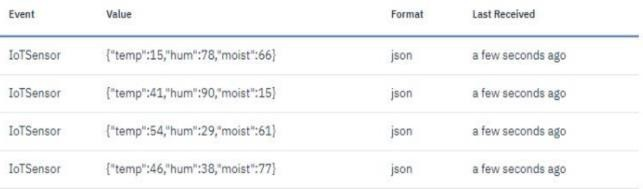 Event Value Format Last Received
IoTSensor {"temp":15,"hum":78,"moist":66} json a few seconds ago
IoTSensor {"temp":41,"hum":90,"moist":15} json a few seconds ago
IoTSensor {"temp":54,"hum":29,"moist":61} json a few seconds ago
IoTSensor {"temp":46,"hum":38,"moist":77} json a few seconds ago